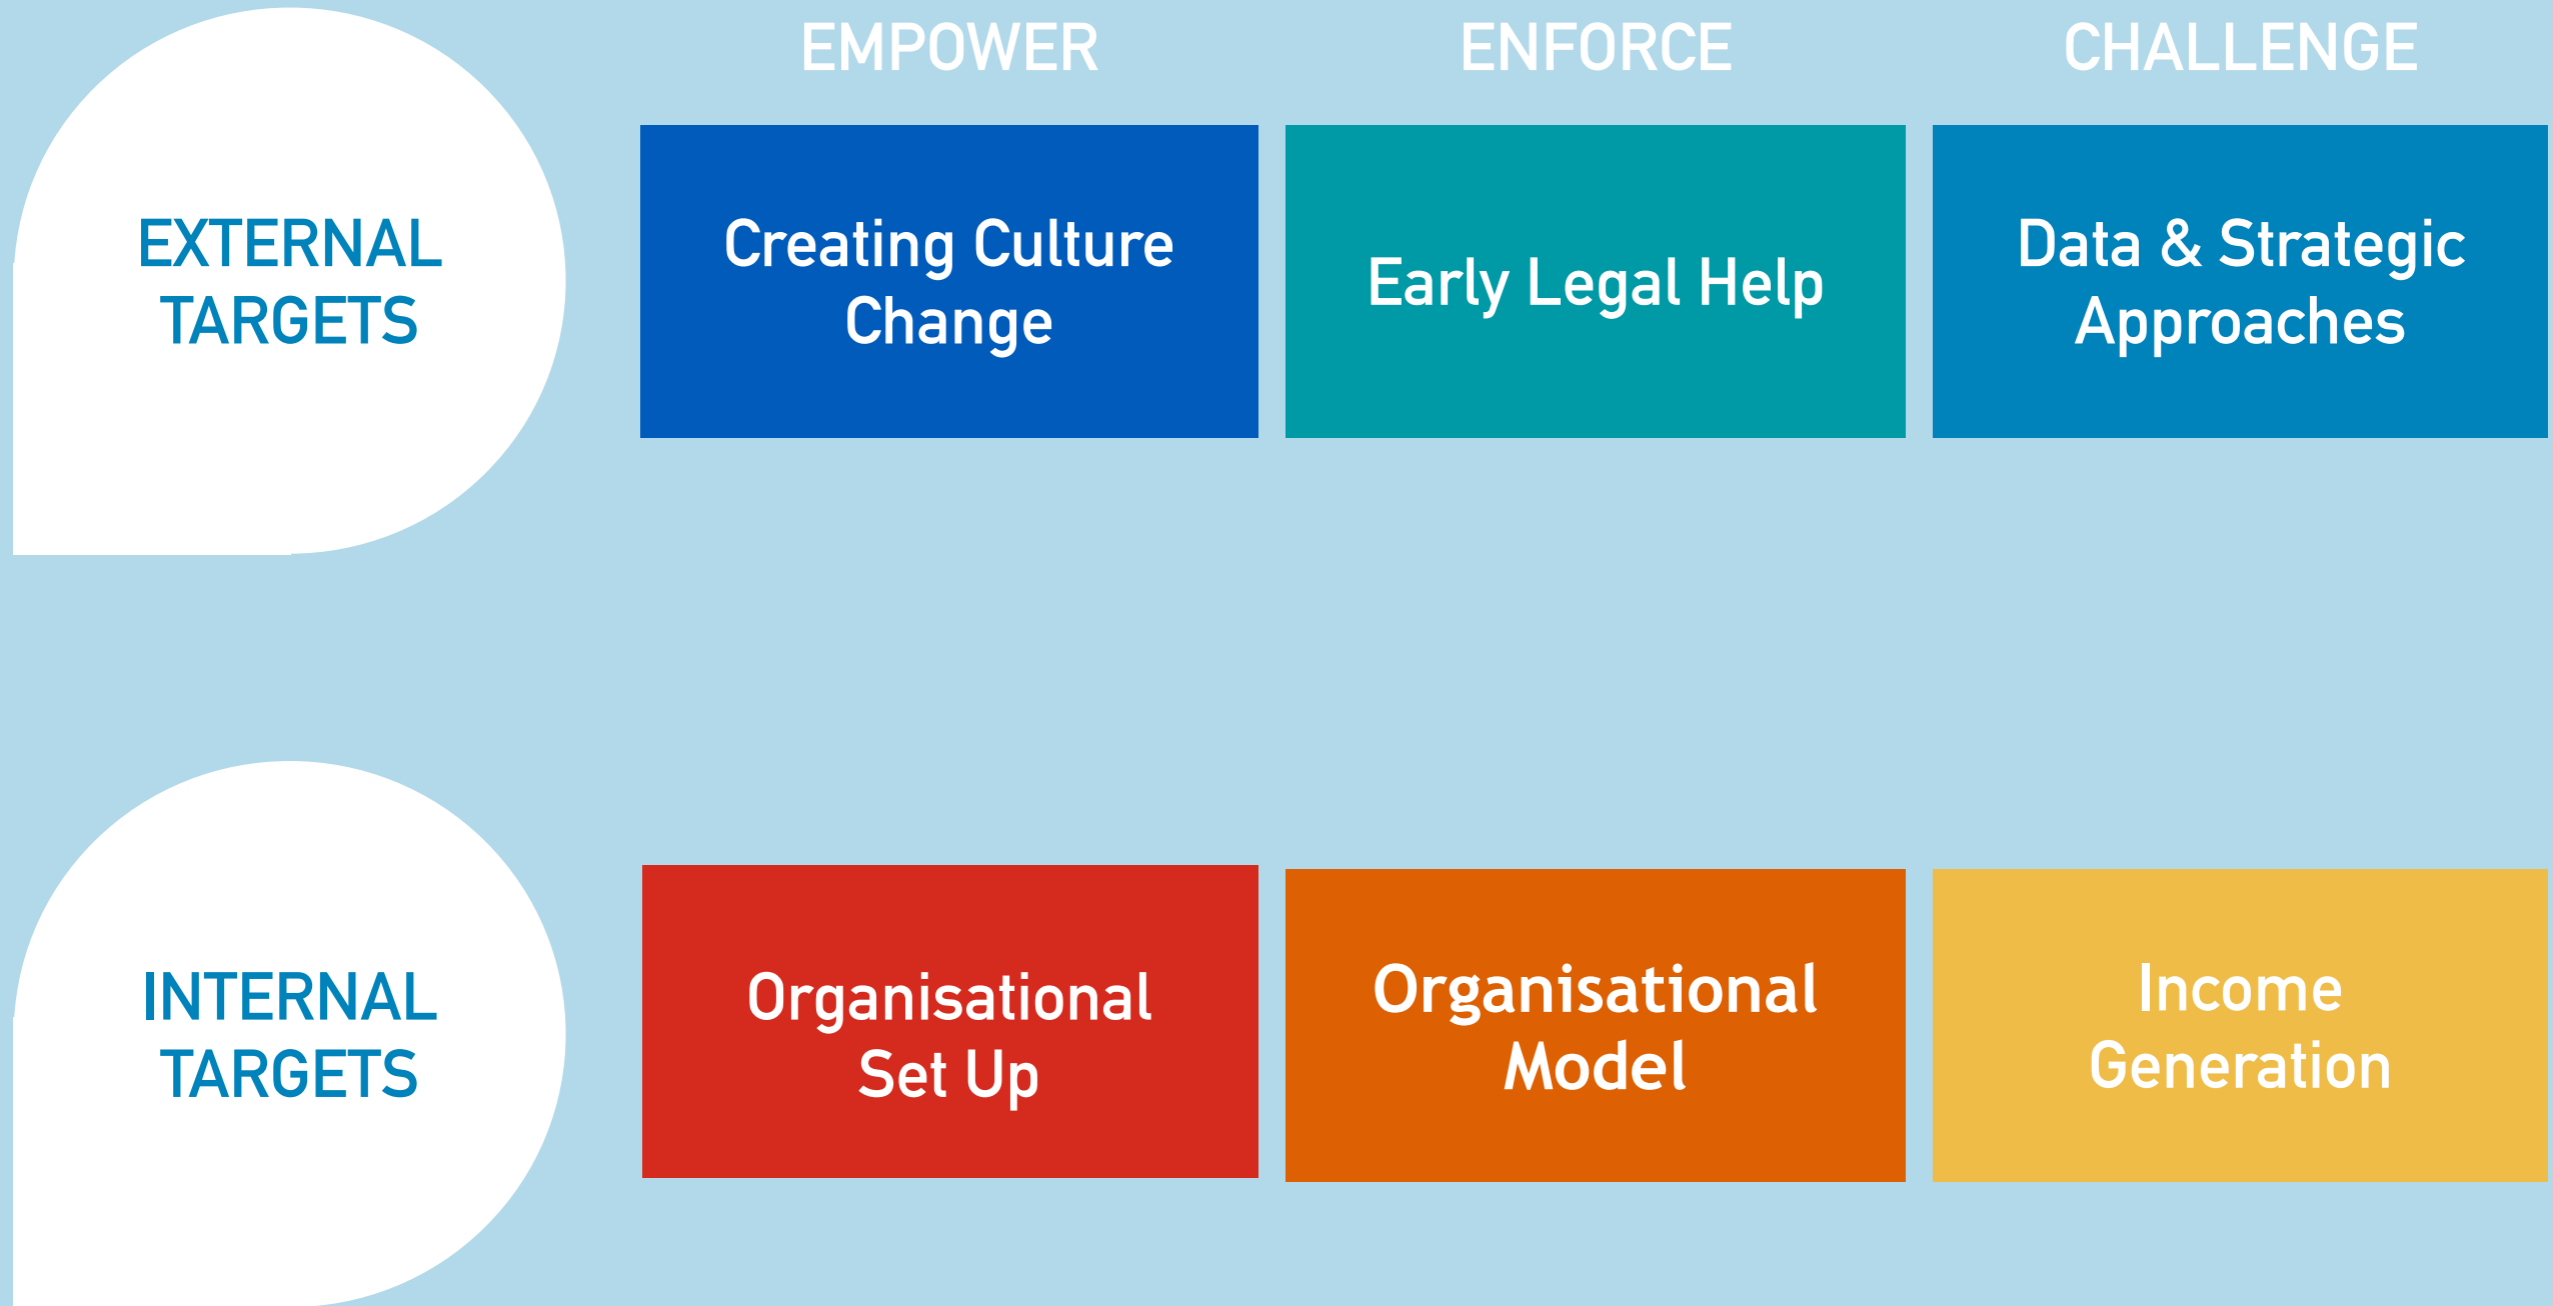 EMPOWER
ENFORCE
CHALLENGE
EXTERNAL
TARGETS
Creating Culture
Change
Early Legal Help
Data & Strategic
Approaches
INTERNAL
TARGETS
Organisational
Set Up
Organisational
Model
Income
Generation